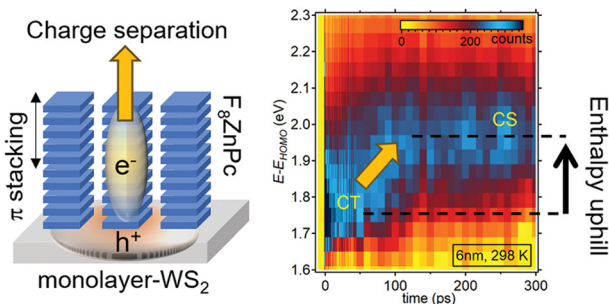 Charge separation
π stacking
e-
F8ZnPc
h+
monolayer-WS2
2.3
2.2
2.1
2.0
1.9
1.8
1.7
1.6
E-EHOMO (eV)
0 200
counts
CS
CT
6nm, 298 K
0 100 200 300
time (ps)
Enthalpy uphill